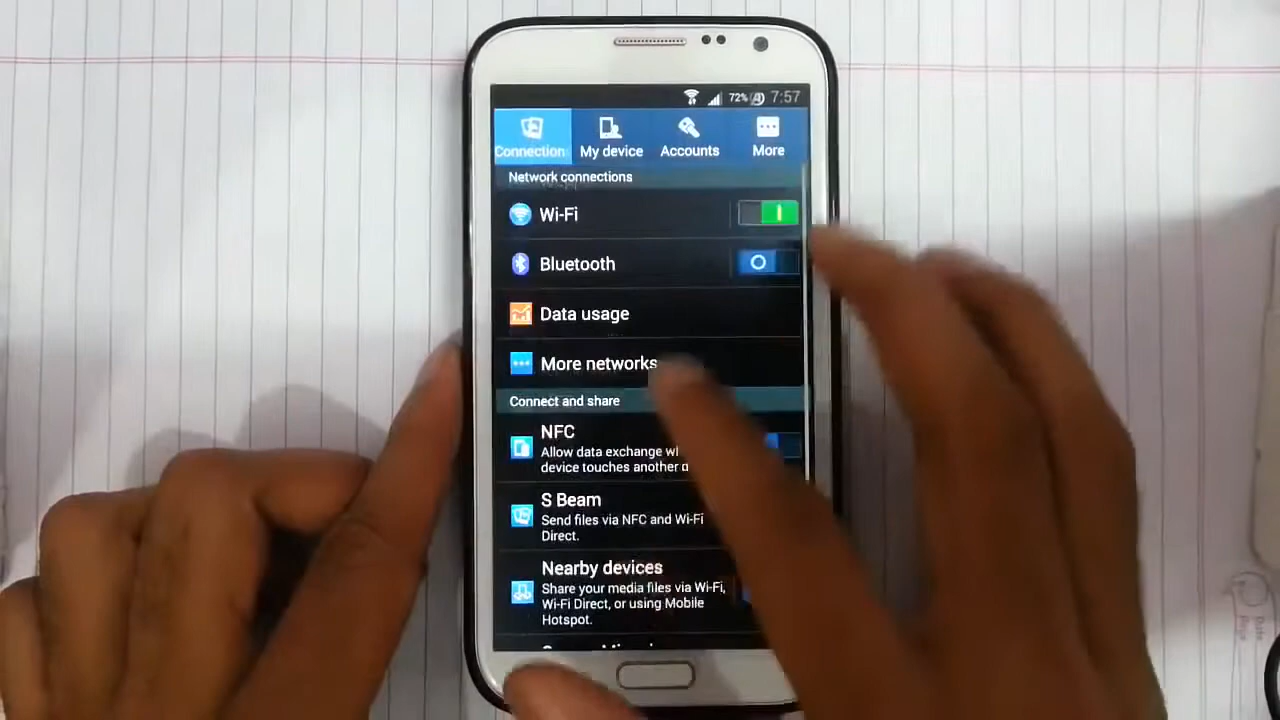 72% 7:57
Connection My device Accounts More
Network connections
Wi-Fi
Bluetooth
Data usage
More networks
Connect and share
NFC
Allow data exchange
device touches another
S Beam
Send files via NFC and Wi-Fi
Direct.
Nearby devices
Share your media files via Wi-Fi,
Wi-Fi Direct, or using Mobile
Hotspot.